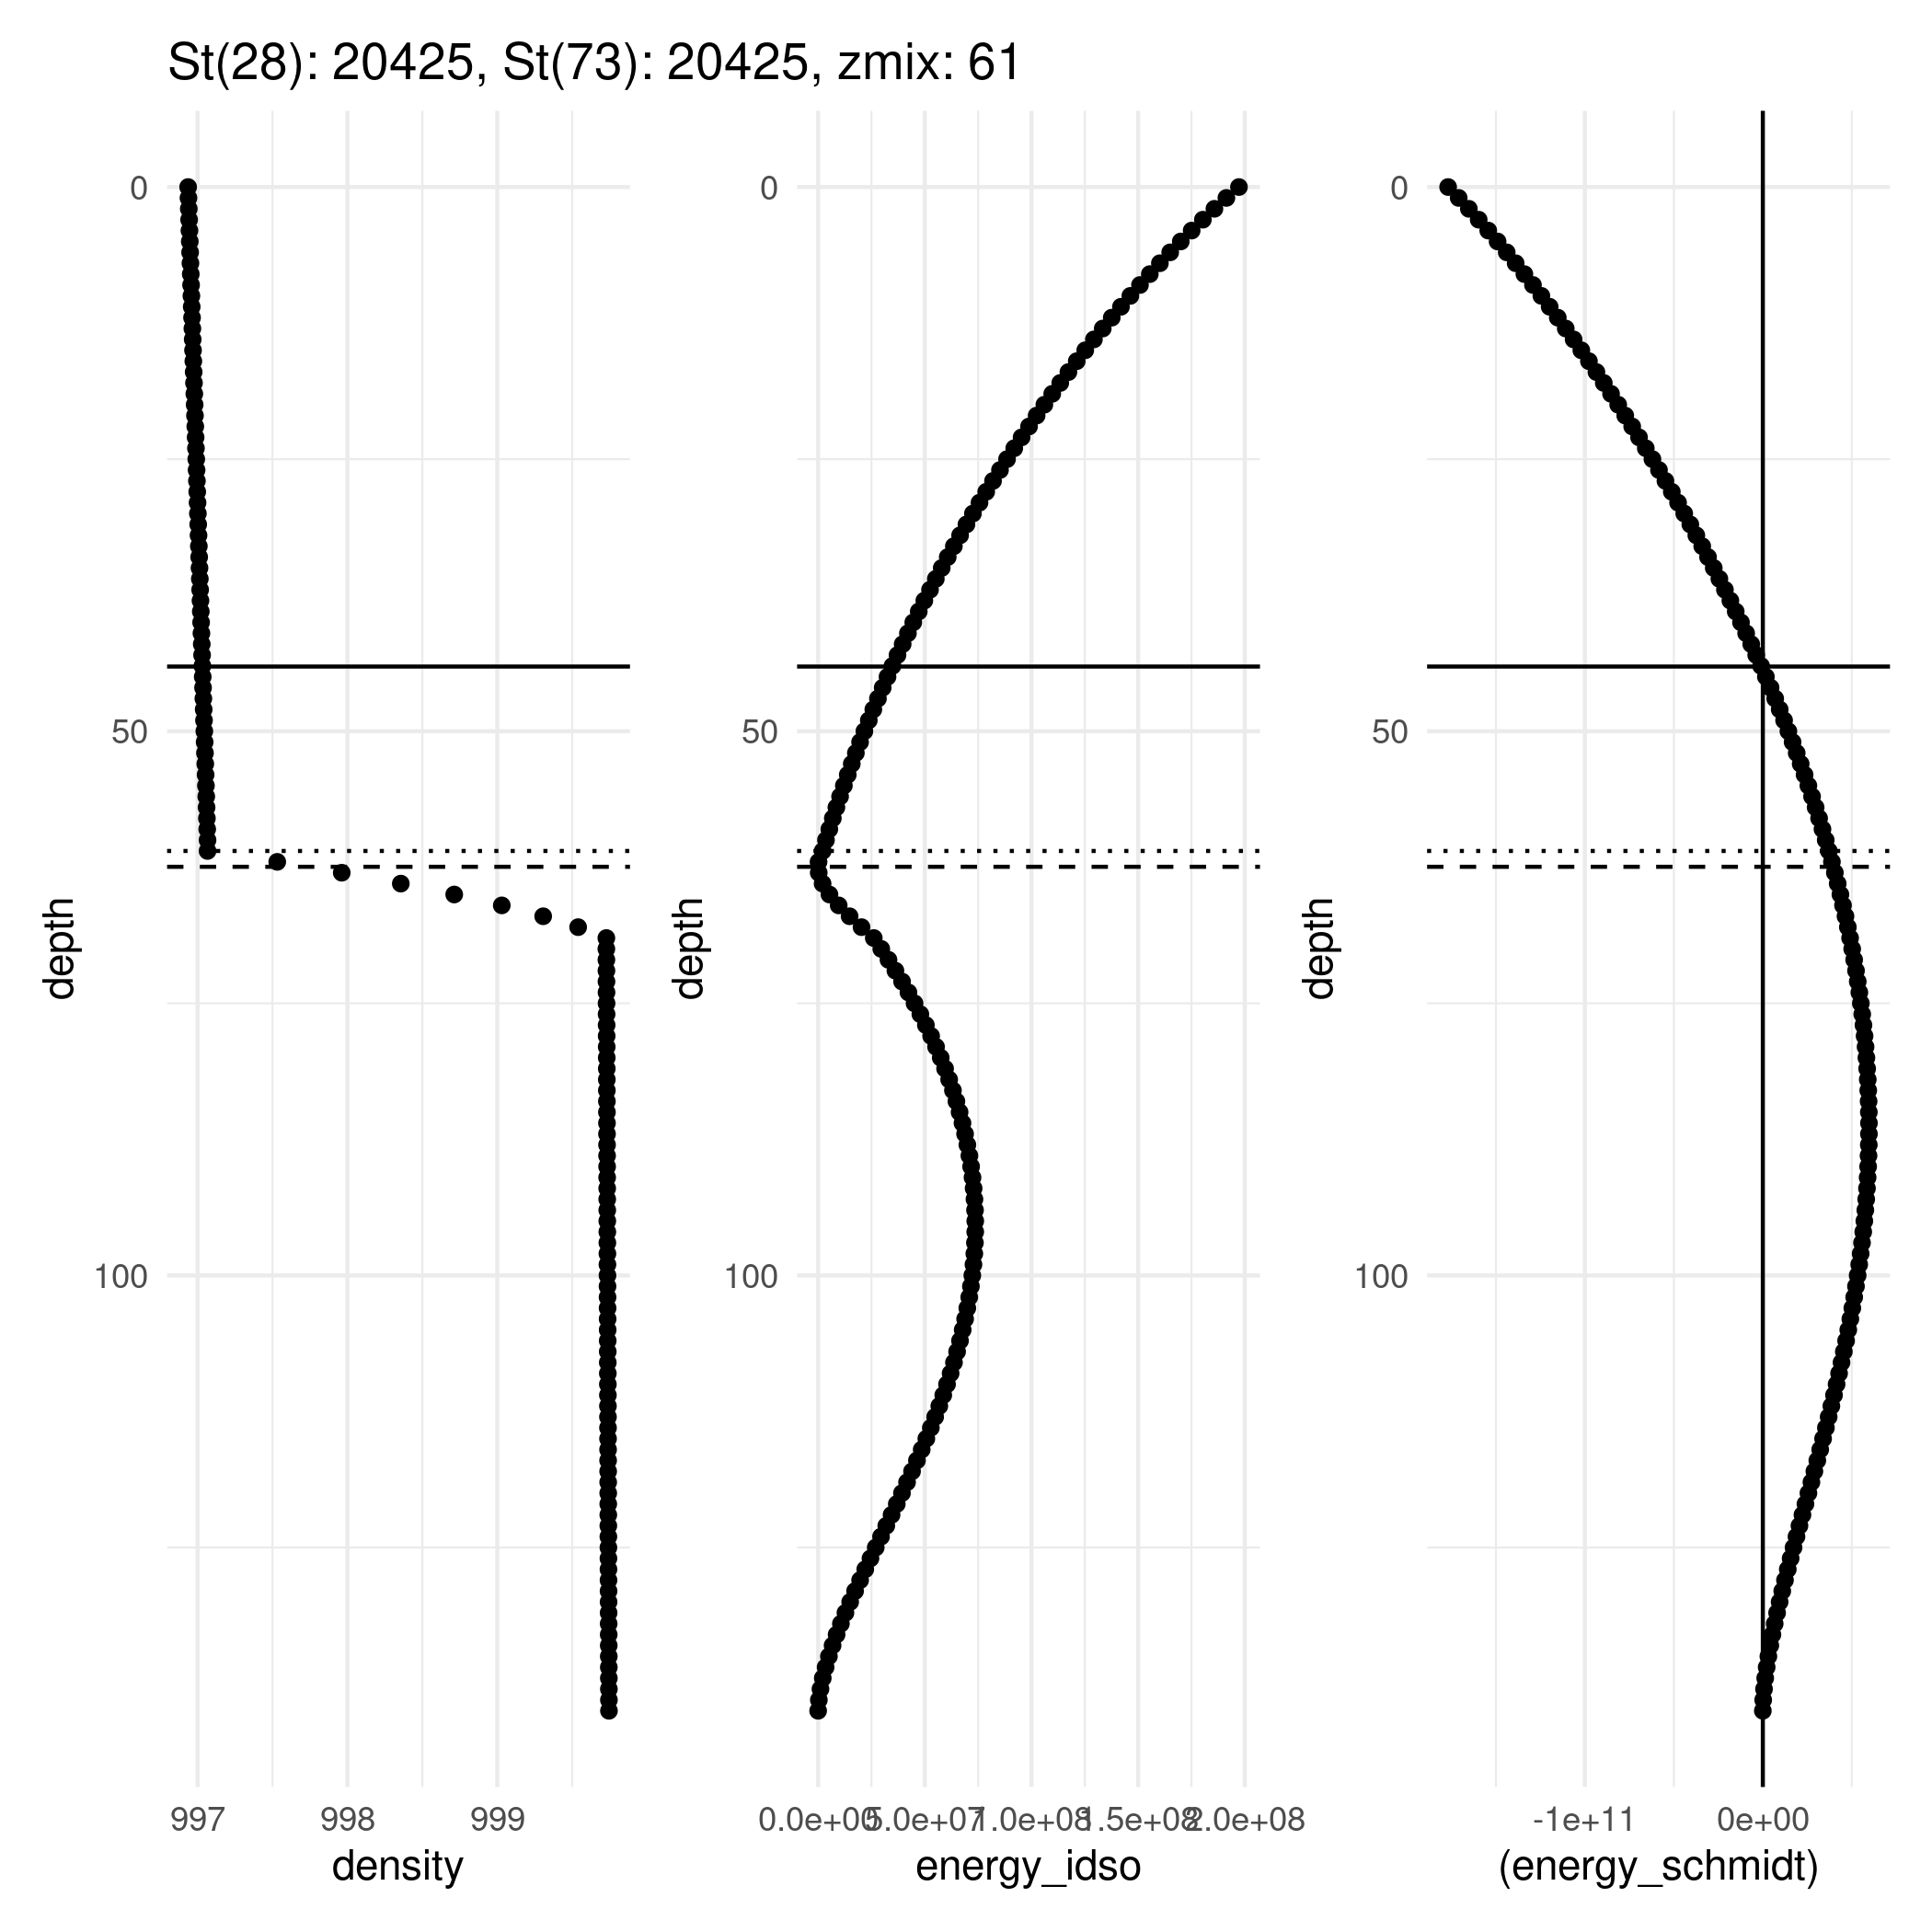 St(28): 20425, St(73): 20425, zmix: 61
0
50
100
depth
997
998
999
density
0
50
100
depth
0.0e+00
5.0e+07
1.0e+08
1.5e+08
2.0e+08
energy_idso
0
50
100
depth
-1e+11
0e+00
(energy_schmidt)